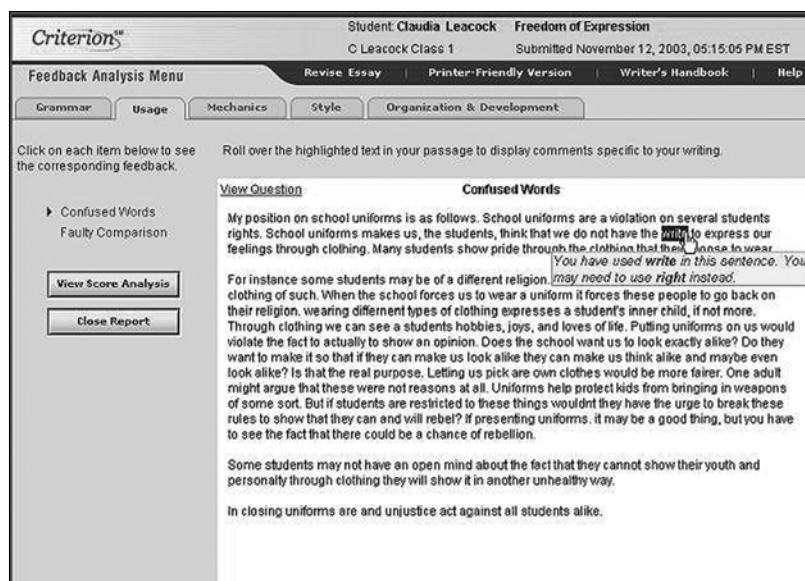 Criterion SM
Student: Claudia Leacock Freedom of Expression
C Leacock Class 1 Submitted November 12, 2003, 05:15:05 PM EST
Feedback Analysis Menu
Revise Essay | Printer-Friendly Version | Writer's Handbook | Help
Grammar Usage Mechanics Style Organization & Development
Click on each item below to see
the corresponding feedback.
Roll over the highlighted text in your passage to display comments specific to your writing.
Confused Words
Faulty Comparison
View Score Analysis
Close Report
View Question Confused Words
My position on school uniforms is as follows. School uniforms are a violation on several students
rights. School uniforms makes us, the students, think that we do not have the write to express our
feelings through clothing. Many students show pride through the clothing that they choose to wear.
You have used write in this sentence. You
may need to use right instead.
For instance some students may be of a different religion.
clothing of such. When the school forces us to wear a uniform it forces these people to go back on
their religion. wearing differnent types of clothing expresses a student's inner child, if not more.
Through clothing we can see a students hobbies, joys, and loves of life. Putting uniforms on us would
violate the fact to actually to show an opinion. Does the school want us to look exactly alike? Do they
want to make it so that if they can make us look alike they can make us think alike and maybe even
look alike? Is that the real purpose. Letting us pick are own clothes would be more fairer. One adult
might argue that these were not reasons at all. Uniforms help protect kids from bringing in weapons
of some sort. But if students are restricted to these things wouldnt they have the urge to break these
rules to show that they can and will rebel? If presenting uniforms. it may be a good thing, but you have
to see the fact that there could be a chance of rebellion.
Some students may not have an open mind about the fact that they cannot show their youth and
personalty through clothing they will show it in another unhealthy way.
In closing uniforms are and unjustice act against all students alike.